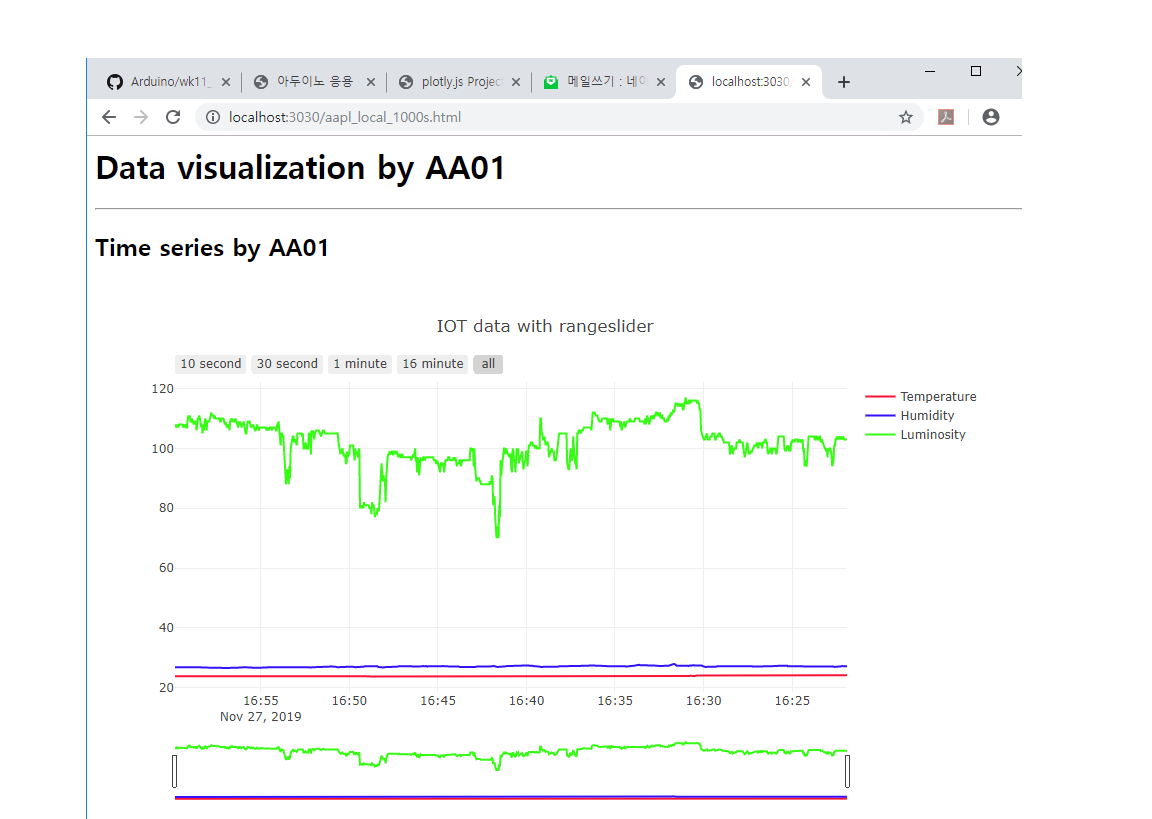 Arduino/wk11_
아두이노 응용
plotly.js Projec
메일쓰기 : 네이
localhost:3030/
localhost:3030/aapl_local_1000s.html
Data visualization by AA01
Time series by AA01
IOT data with rangeslider
10 second 30 second 1 minute 16 minute all
120
100
80
60
40
20
Temperature
Humidity
Luminosity
16:55 16:50 16:45 16:40 16:35 16:30 16:25
Nov 27, 2019